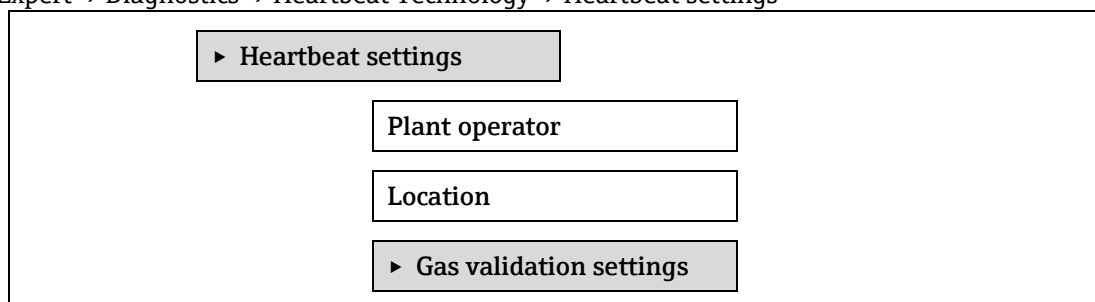 Expert → Diagnostics → Heartbeat Technology → Heartbeat settings
▸ Heartbeat settings
Plant operator
Location
▸ Gas validation settings